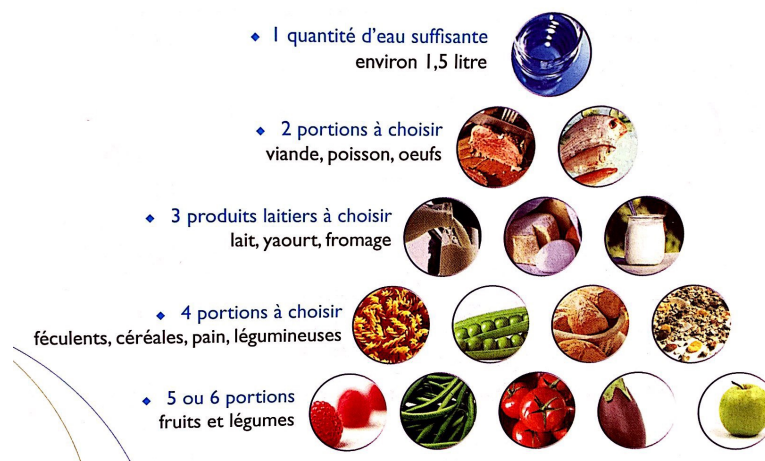 1 quantité d'eau suffisante
environ 1,5 litre
2 portions à choisir
viande, poisson, oeufs
3 produits laitiers à choisir
lait, yaourt, fromage
4 portions à choisir
féculents, céréales, pain, légumineuses
5 ou 6 portions
fruits et légumes